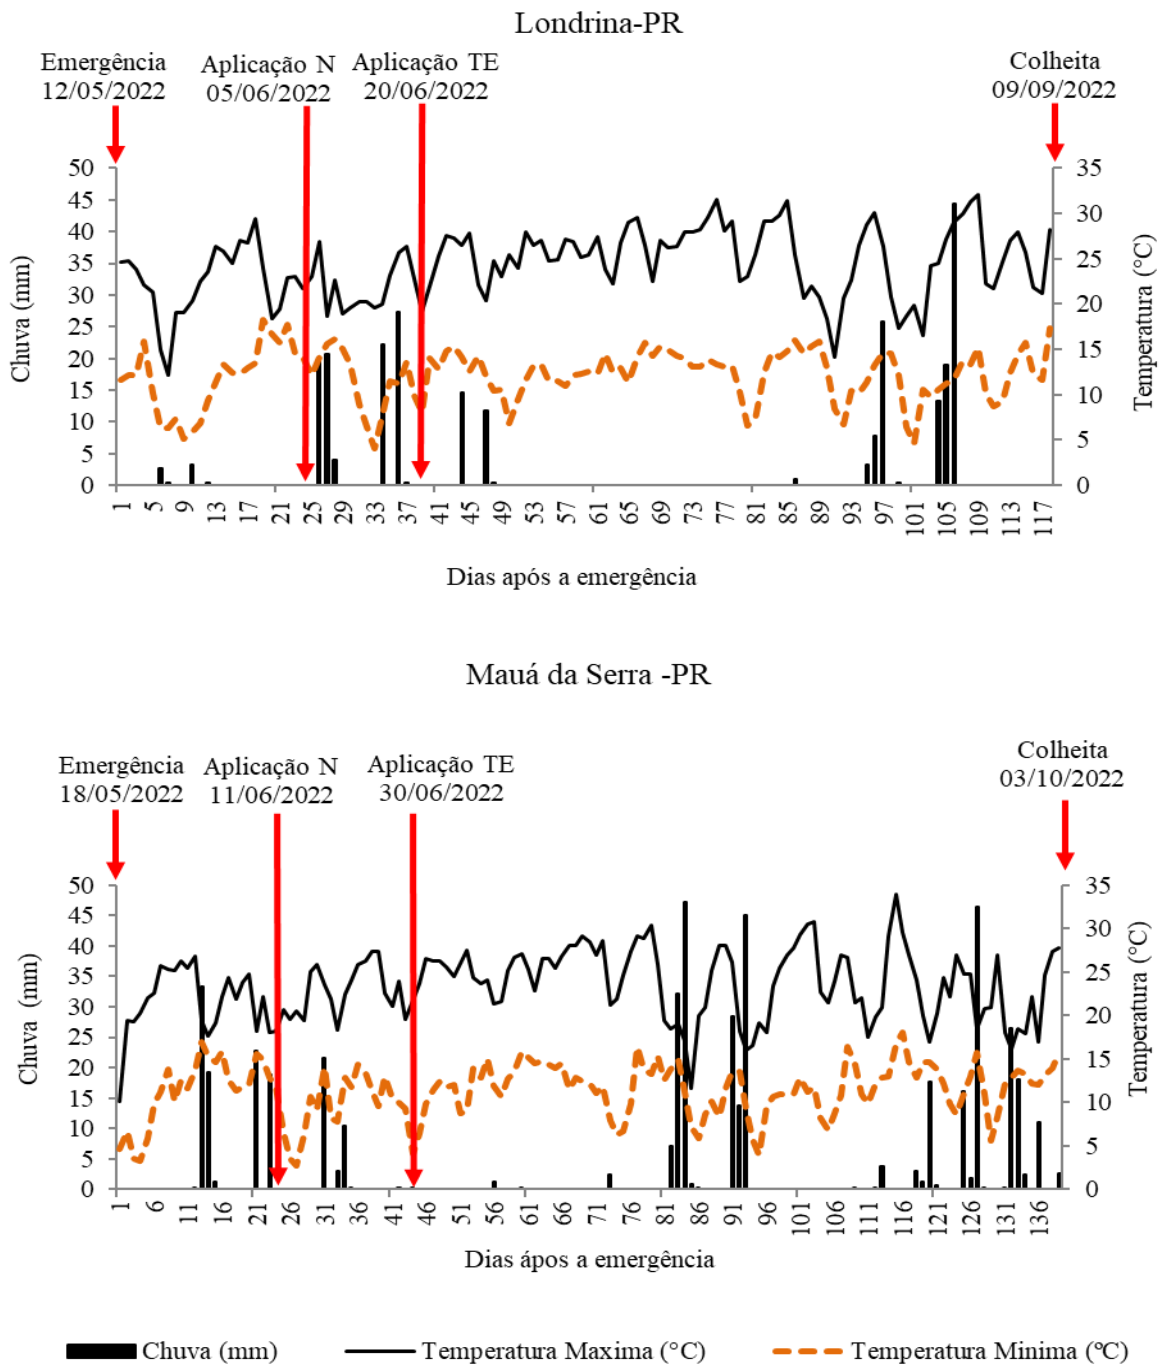 Londrina-PR
Emergência
12/05/2022
Aplicação N
05/06/2022
Aplicação TE
20/06/2022
Colheita
09/09/2022
Chuva (mm)
50
45
40
35
30
25
20
15
10
5
0
35
30
25
20
15
10
5
0
Temperatura (°C)
1 5 9 13 17 21 25 29 33 37 41 45 49 53 57 61 65 69 73 77 81 85 89 93 97 101 105 109 113 117
Dias após a emergência
Mauá da Serra -PR
Emergência
18/05/2022
Aplicação N
11/06/2022
Aplicação TE
30/06/2022
Colheita
03/10/2022
Chuva (mm)
50
45
40
35
30
25
20
15
10
5
0
35
30
25
20
15
10
5
0
Temperatura (°C)
1 6 11 16 21 26 31 36 41 46 51 56 61 66 71 76 81 86 91 96 101 106 111 116 121 126 131 136
Dias ápos a emergência
Chuva (mm) Temperatura Maxima (°C) Temperatura Minima (ºC)